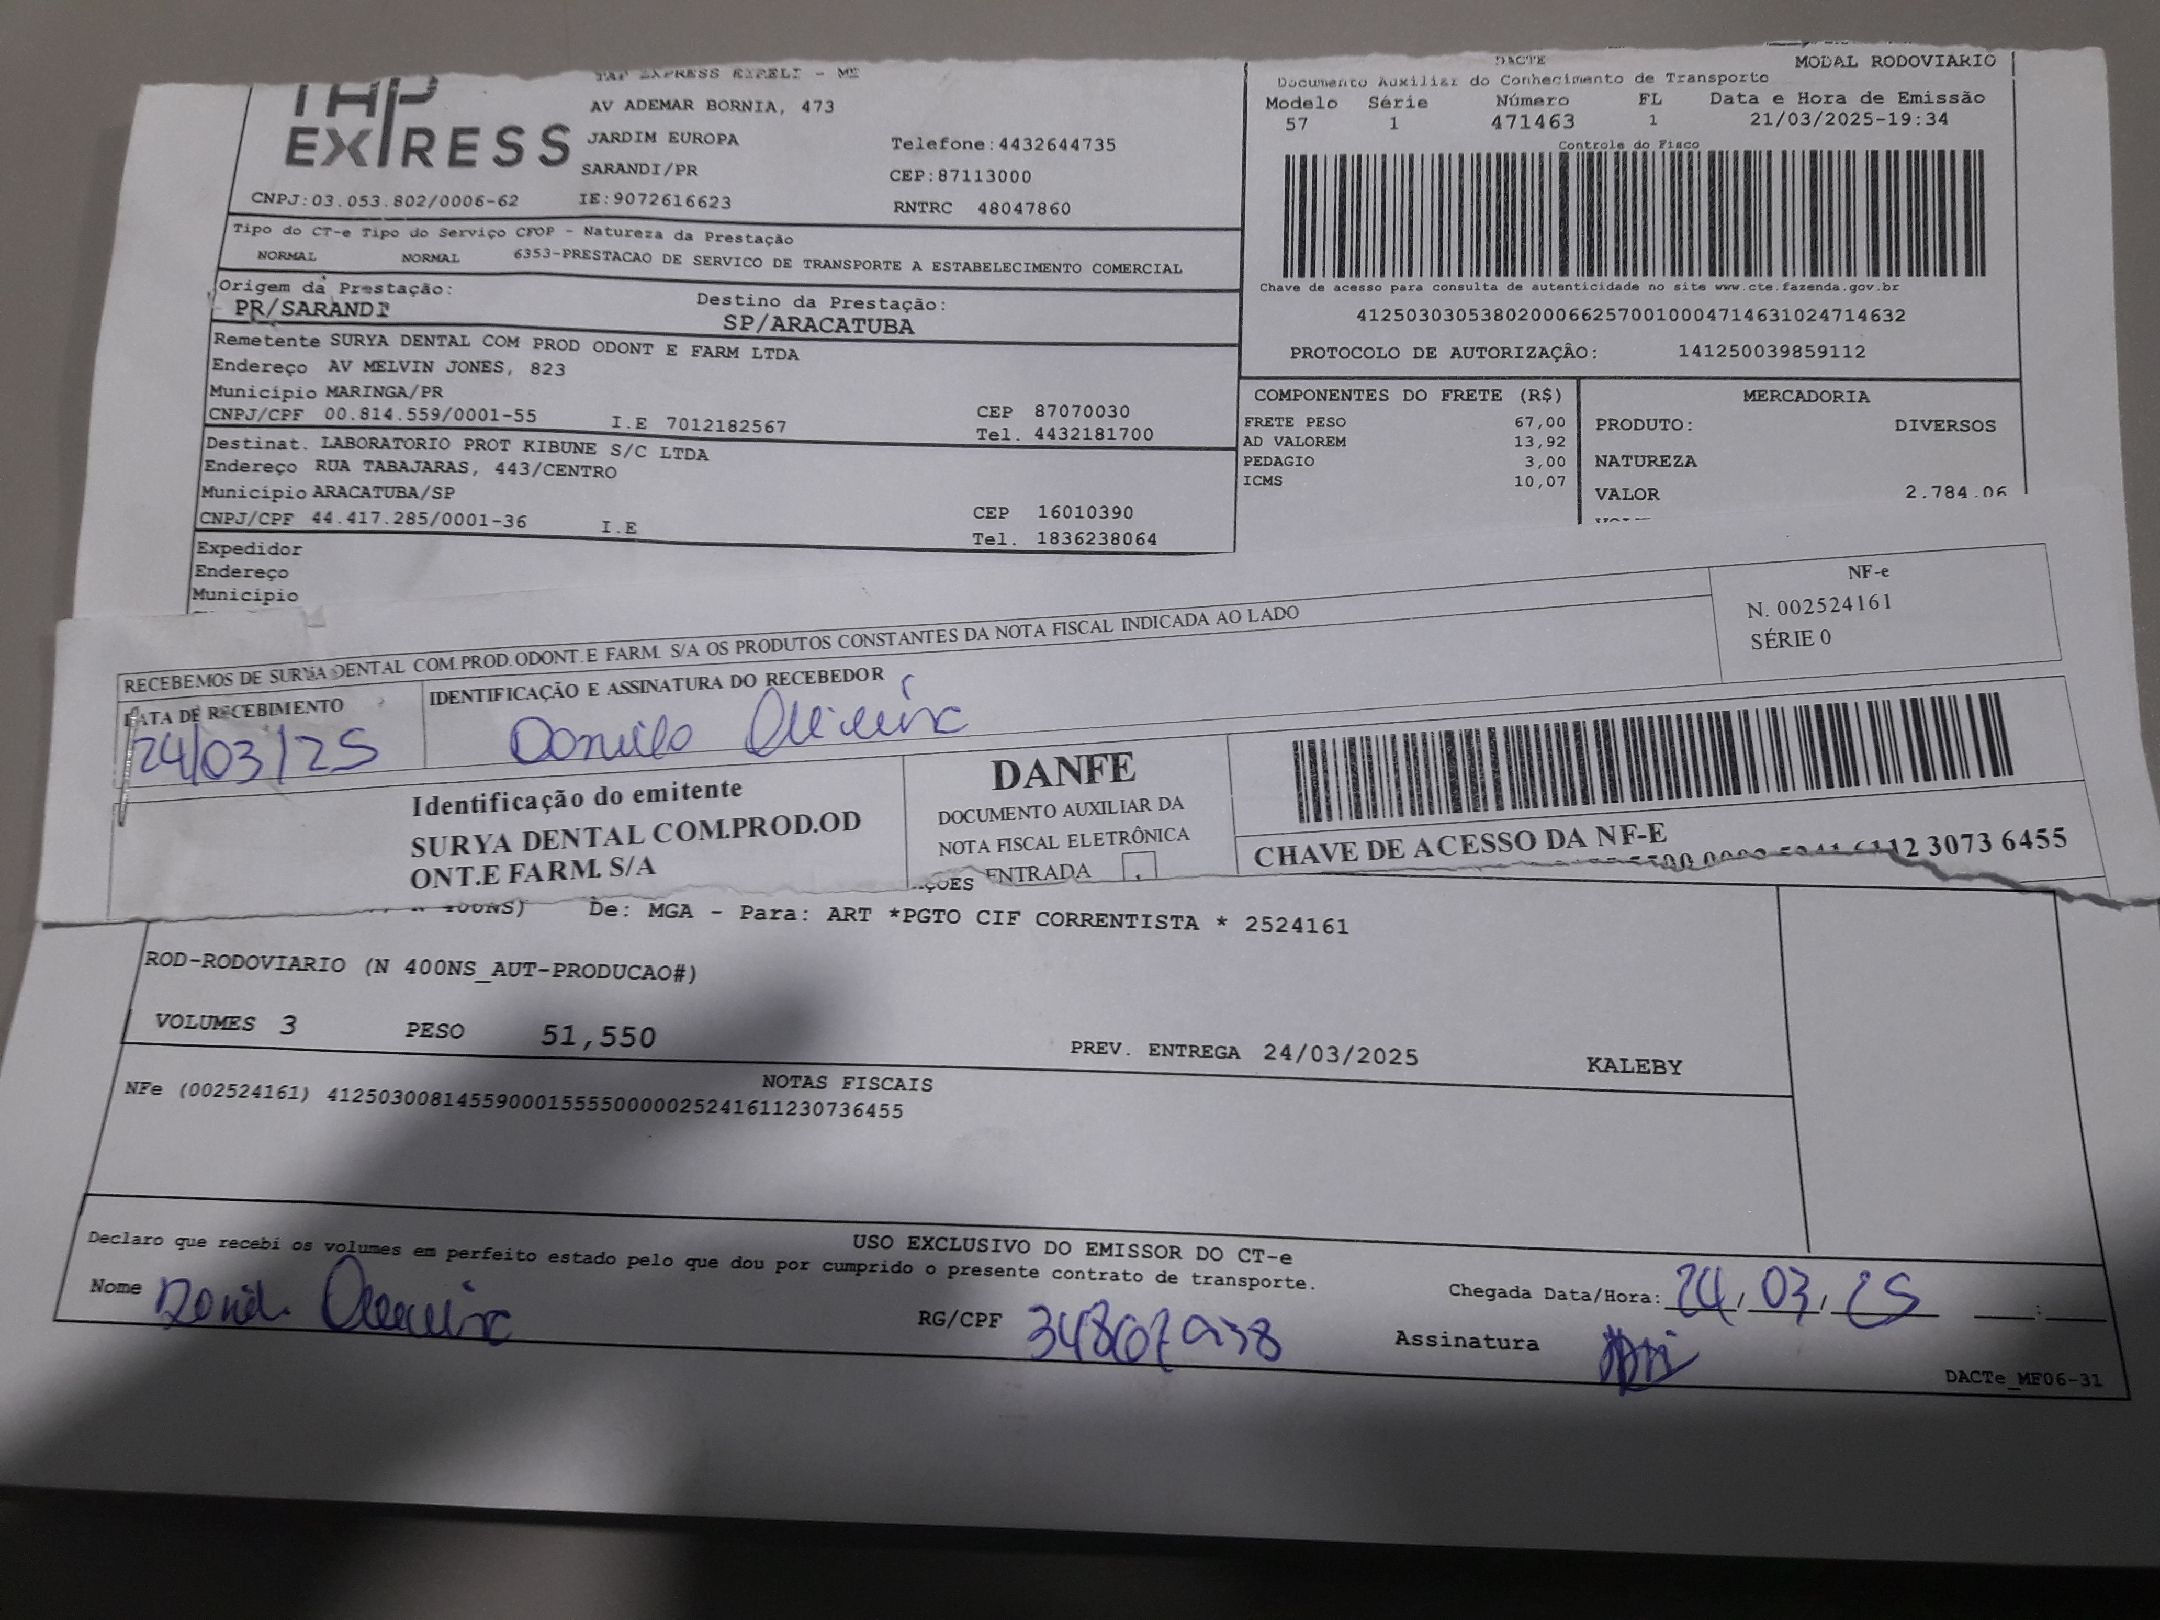 TAP EXPRESS EIRELI - ME
EXPRESS
AV ADEMAR BORNIA, 473
JARDIM EUROPA
Telefone:4432644735
SARANDI/PR
CEP:87113000
CNPJ:03.053.802/0006-62
IE:9072616623
RNTRC 48047860
DACTE
MODAL RODOVIARIO
Documento Auxiliar do Conhecimento de Transporto
Modelo Série Número FL Data e Hora de Emissão
57 1 471463 1 21/03/2025-19:34
Controle do Fisco
Chave de acesso para consulta de autenticidade no site www.cte.fazenda.gov.br
41250303053802000662570010004714631024714632
PROTOCOLO DE AUTORIZAÇÃO: 141250039859112
Tipo do CT-e Tipo do Serviço CFOP - Natureza da Prestação
NORMAL NORMAL 6353-PRESTACAO DE SERVICO DE TRANSPORTE A ESTABELECIMENTO COMERCIAL
Origem da Prestação:
PR/SARANDI
Destino da Prestação:
SP/ARACATUBA
Remetente SURYA DENTAL COM PROD ODONT E FARM LTDA
Endereço AV MELVIN JONES, 823
Município MARINGA/PR
CEP 87070030
CNPJ/CPF 00.814.559/0001-55 I.E 7012182567
Tel. 4432181700
Destinat. LABORATORIO PROT KIBUNE S/C LTDA
Endereço RUA TABAJARAS, 443/CENTRO
Município ARACATUBA/SP
CEP 16010390
CNPJ/CPF 44.417.285/0001-36 I.E
Tel. 1836238064
Expedidor
Endereço
Município
COMPONENTES DO FRETE (R$)
FRETE PESO 67,00
AD VALOREM 13,92
PEDAGIO 3,00
ICMS 10,07
MERCADORIA
PRODUTO: DIVERSOS
NATUREZA
VALOR 2.784,06
RECEBEMOS DE SURYA DENTAL COM.PROD.ODONT.E FARM. S/A OS PRODUTOS CONSTANTES DA NOTA FISCAL INDICADA AO LADO
NF-e
N. 002524161
SÉRIE 0
DATA DE RECEBIMENTO
24/03/25
IDENTIFICAÇÃO E ASSINATURA DO RECEBEDOR
Danilo Oliveira
Identificação do emitente
SURYA DENTAL COM.PROD.OD
ONT.E FARM. S/A
DANFE
DOCUMENTO AUXILIAR DA
NOTA FISCAL ELETRÔNICA
ENTRADA
CHAVE DE ACESSO DA NF-E
12 3073 6455
400NS) De: MGA - Para: ART *PGTO CIF CORRENTISTA * 2524161
ROD-RODOVIARIO (N 400NS_AUT-PRODUCAO#)
VOLUMES 3 PESO 51,550
PREV. ENTREGA 24/03/2025 KALEBY
NOTAS FISCAIS
NFe (002524161) 41250300814559000155550000025241611230736455
USO EXCLUSIVO DO EMISSOR DO CT-e
Declaro que recebi os volumes em perfeito estado pelo que dou por cumprido o presente contrato de transporte.
Nome Danilo Oliveira
RG/CPF
Chegada Data/Hora: 24/03/25 :
Assinatura
DACTe_MF06-31